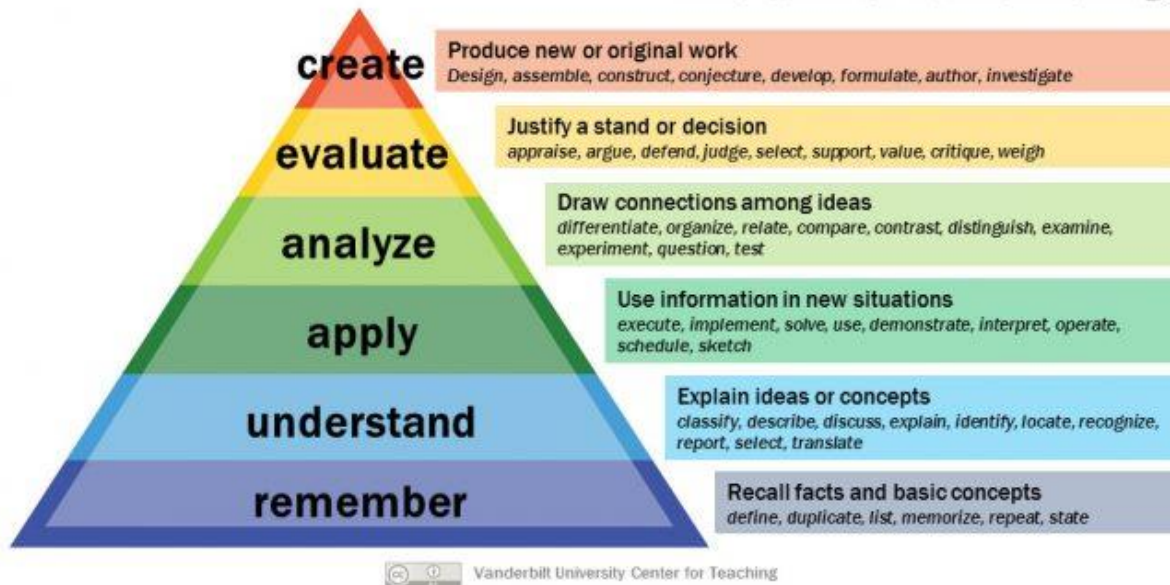 create
Produce new or original work
Design, assemble, construct, conjecture, develop, formulate, author, investigate
evaluate
Justify a stand or decision
appraise, argue, defend, judge, select, support, value, critique, weigh
analyze
Draw connections among ideas
differentiate, organize, relate, compare, contrast, distinguish, examine,
experiment, question, test
apply
Use information in new situations
execute, implement, solve, use, demonstrate, interpret, operate,
schedule, sketch
understand
Explain ideas or concepts
classify, describe, discuss, explain, identify, locate, recognize,
report, select, translate
remember
Recall facts and basic concepts
define, duplicate, list, memorize, repeat, state
cc
Vanderbilt University Center for Teaching